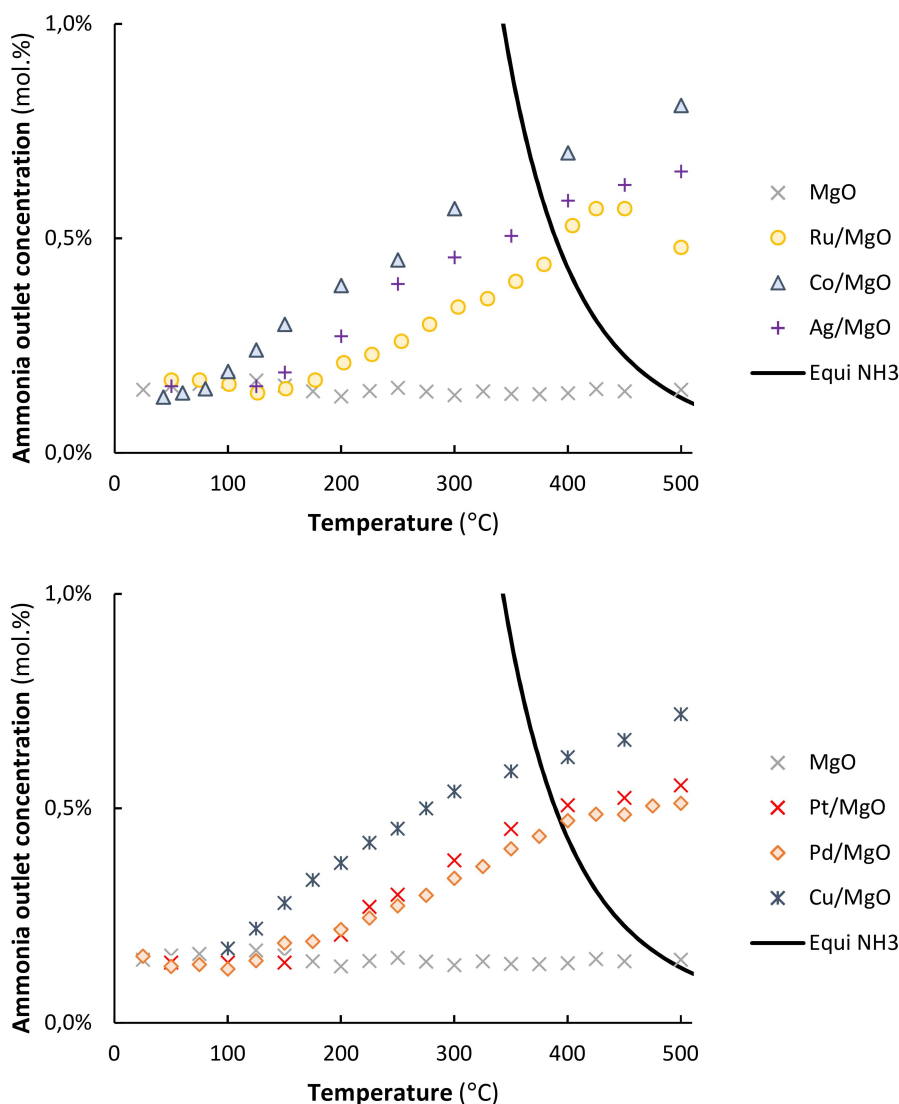 1,0%
0,5%
0,0%
Ammonia outlet concentration (mol.%)
0 100 200 300 400 500
Temperature (°C)
MgO
Ru/MgO
Co/MgO
Ag/MgO
Equi NH3
1,0%
0,5%
0,0%
Ammonia outlet concentration (mol.%)
0 100 200 300 400 500
Temperature (°C)
MgO
Pt/MgO
Pd/MgO
Cu/MgO
Equi NH3